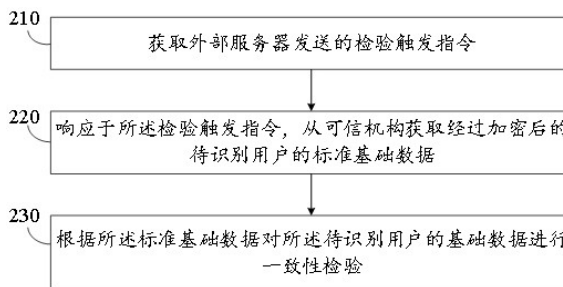 210
获取外部服务器发送的检验触发指令
220
响应于所述检验触发指令，从可信机构获取经过加密后的
待识别用户的标准基础数据
230
根据所述标准基础数据对所述待识别用户的基础数据进行
一致性检验